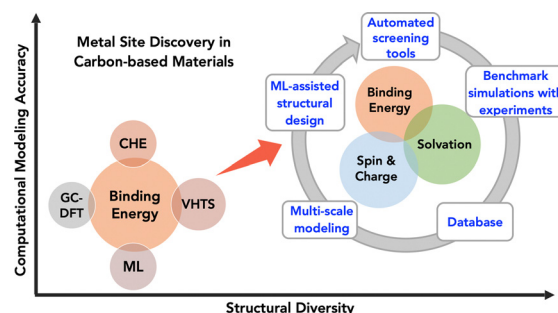 Computational Modeling Accuracy
Metal Site Discovery in
Carbon-based Materials
CHE
GC-
DFT
Binding
Energy
VHTS
ML
Automated
screening
tools
ML-assisted
structural
design
Benchmark
simulations with
experiments
Binding
Energy
Solvation
Spin &
Charge
Multi-scale
modeling
Database
Structural Diversity